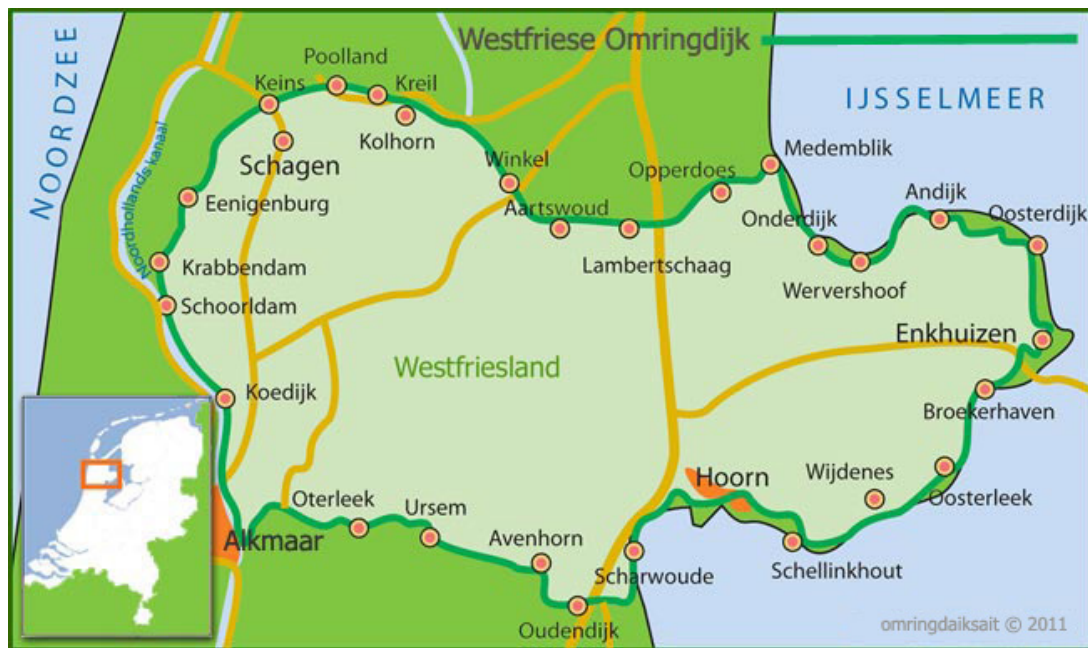 Westfriese Omringdijk
NOORDZEE
IJSSELMEER
Poolland
Keins
Kreil
Kolhorn
Schagen
Winkel
Medemblik
Opperdoes
Noordhollands kanaal
Eenigenburg
Aartswoud
Andijk
Onderdijk
Oosterdijk
Krabbendam
Lambertschaag
Wervershoof
Schoorldam
Enkhuizen
Westfriesland
Koedijk
Broekerhaven
Hoorn
Wijdenes
Oosterleek
Oterleek
Ursem
Alkmaar
Avenhorn
Scharwoude
Schellinkhout
Oudendijk
omringdaiksait © 2011